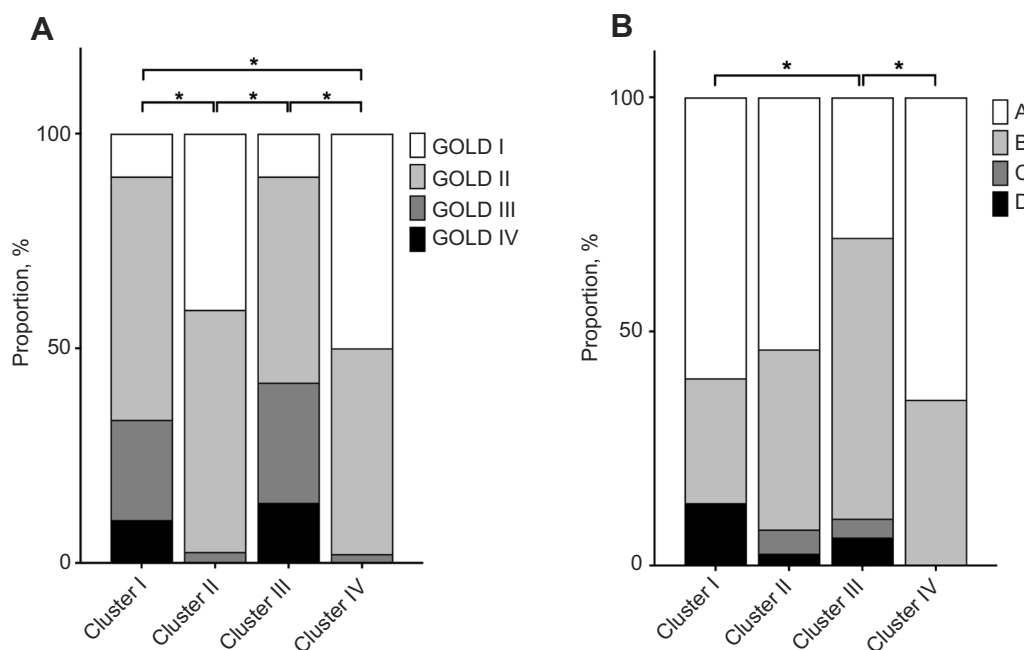 A
*
* * *
100
50
0
Proportion, %
GOLD I
GOLD II
GOLD III
GOLD IV
Cluster I
Cluster II
Cluster III
Cluster IV
B
* *
100
50
0
Proportion, %
A
B
C
D
Cluster I
Cluster II
Cluster III
Cluster IV